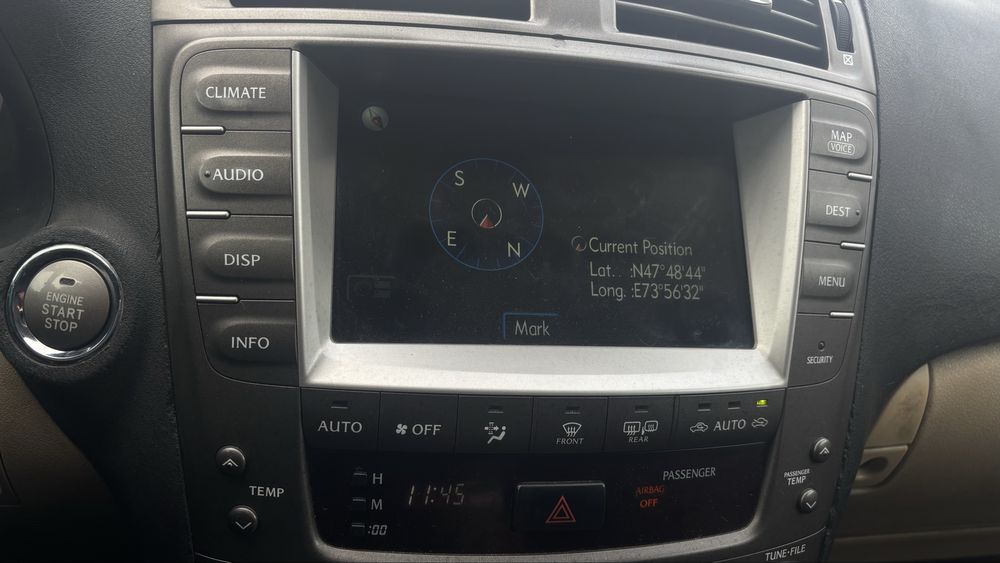 CLIMATE
AUDIO
DISP
INFO
ENGINE
START
STOP
S
W
E
N
Current Position
Lat. . :N47°48'44"
Long. :E73°56'32"
Mark
MAP
VOICE
DEST
MENU
SECURITY
AUTO
OFF
FRONT
REAR
AUTO
TEMP
H
M
:00
11:45
PASSENGER
AIRBAG
OFF
PASSENGER
TEMP
TUNE·FILE